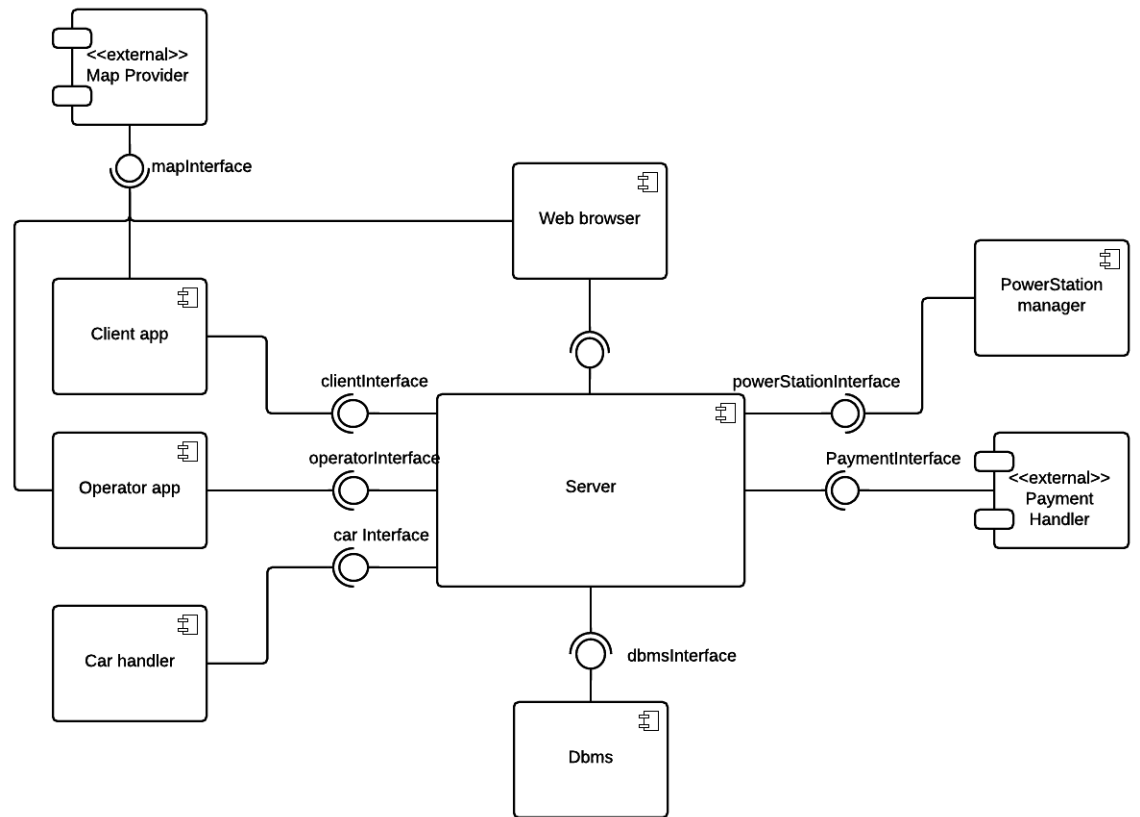 <<external>>
Map Provider
mapInterface
Web browser
PowerStation
manager
Client app
clientInterface
powerStationInterface
operatorInterface
PaymentInterface
Operator app
Server
<<external>>
Payment
Handler
car Interface
Car handler
dbmsInterface
Dbms